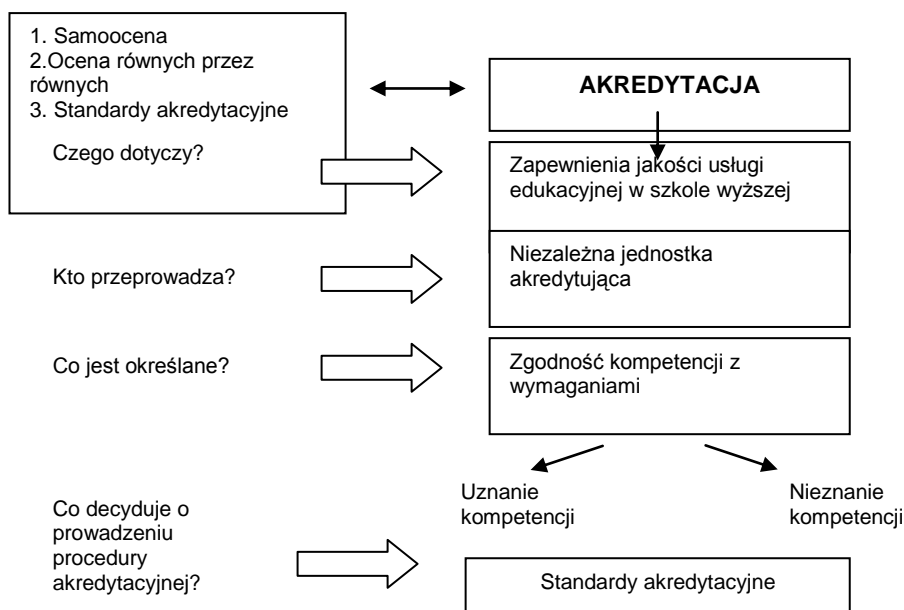 1. Samoocena
2.Ocena równych przez
równych
3. Standardy akredytacyjne
Czego dotyczy?
AKREDYTACJA
Zapewnienia jakości usługi
edukacyjnej w szkole wyższej
Kto przeprowadza?
Niezależna jednostka
akredytująca
Co jest określane?
Zgodność kompetencji z
wymaganiami
Uznanie
kompetencji
Nieznanie
kompetencji
Co decyduje o
prowadzeniu
procedury
akredytacyjnej?
Standardy akredytacyjne